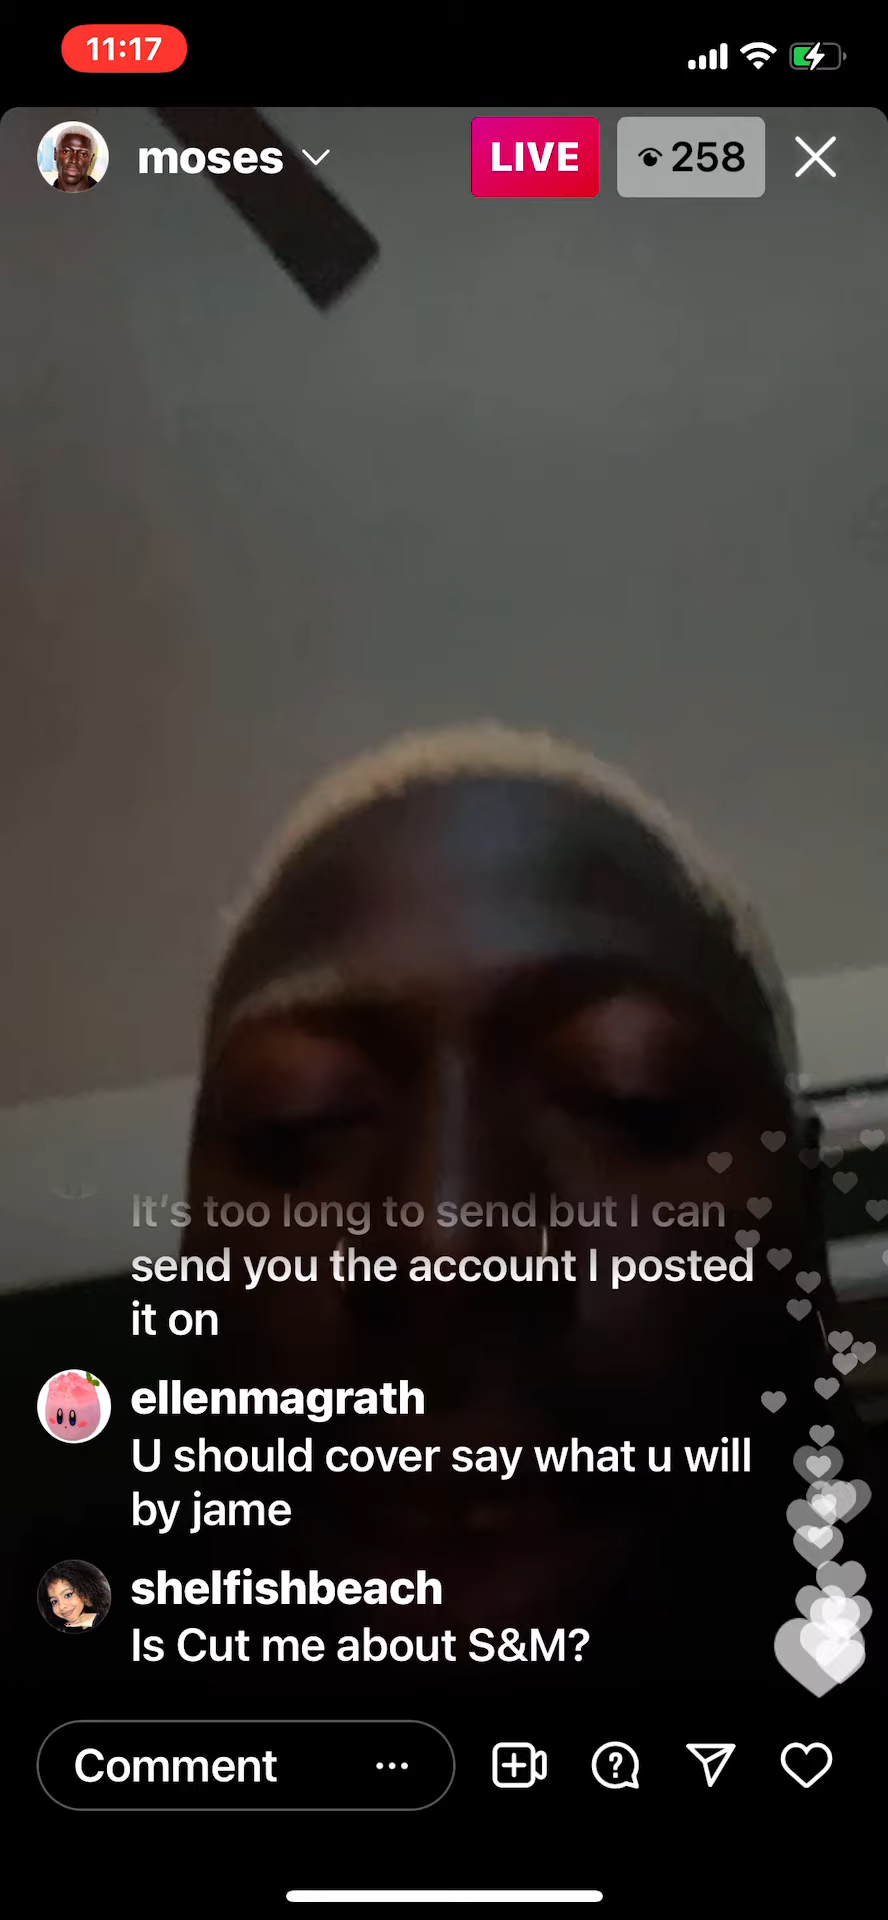 11:17
moses
LIVE
258
It's too long to send but I can
send you the account I posted
it on
ellenmagrath
U should cover say what u will
by jame
shelfishbeach
Is Cut me about S&M?
Comment